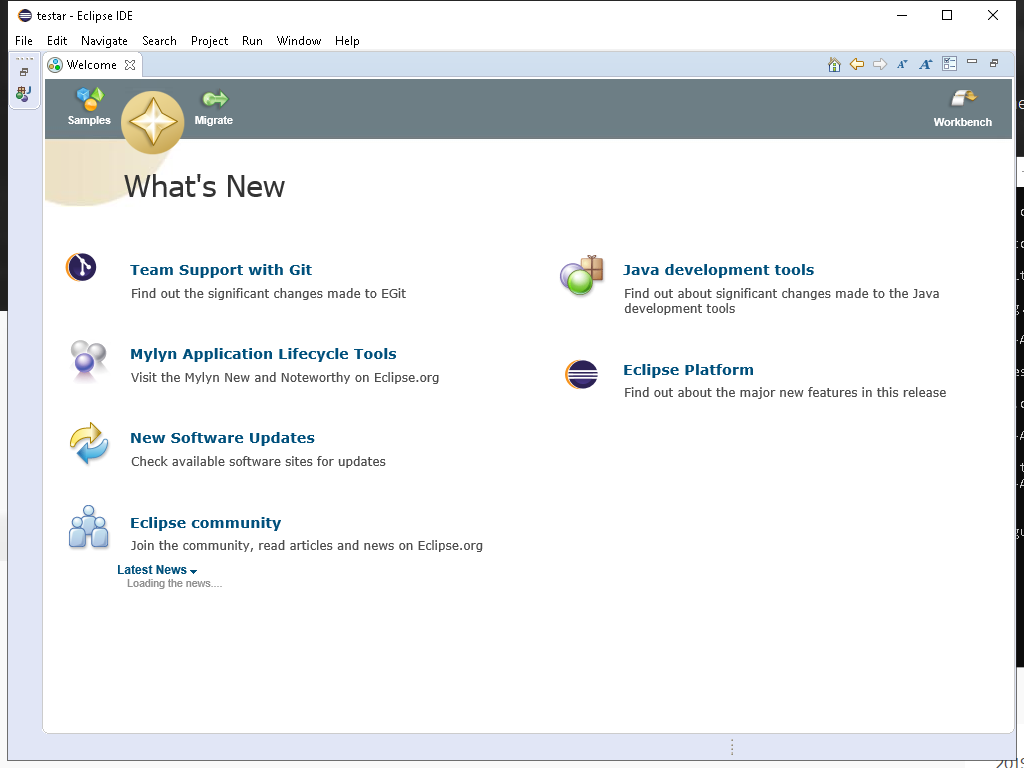 testar - Eclipse IDE
File Edit Navigate Search Project Run Window Help
Welcome
Samples
Migrate
Workbench
What's New
Team Support with Git
Find out the significant changes made to EGit
Mylyn Application Lifecycle Tools
Visit the Mylyn New and Noteworthy on Eclipse.org
New Software Updates
Check available software sites for updates
Eclipse community
Join the community, read articles and news on Eclipse.org
Latest News
Loading the news....
Java development tools
Find out about significant changes made to the Java
development tools
Eclipse Platform
Find out about the major new features in this release